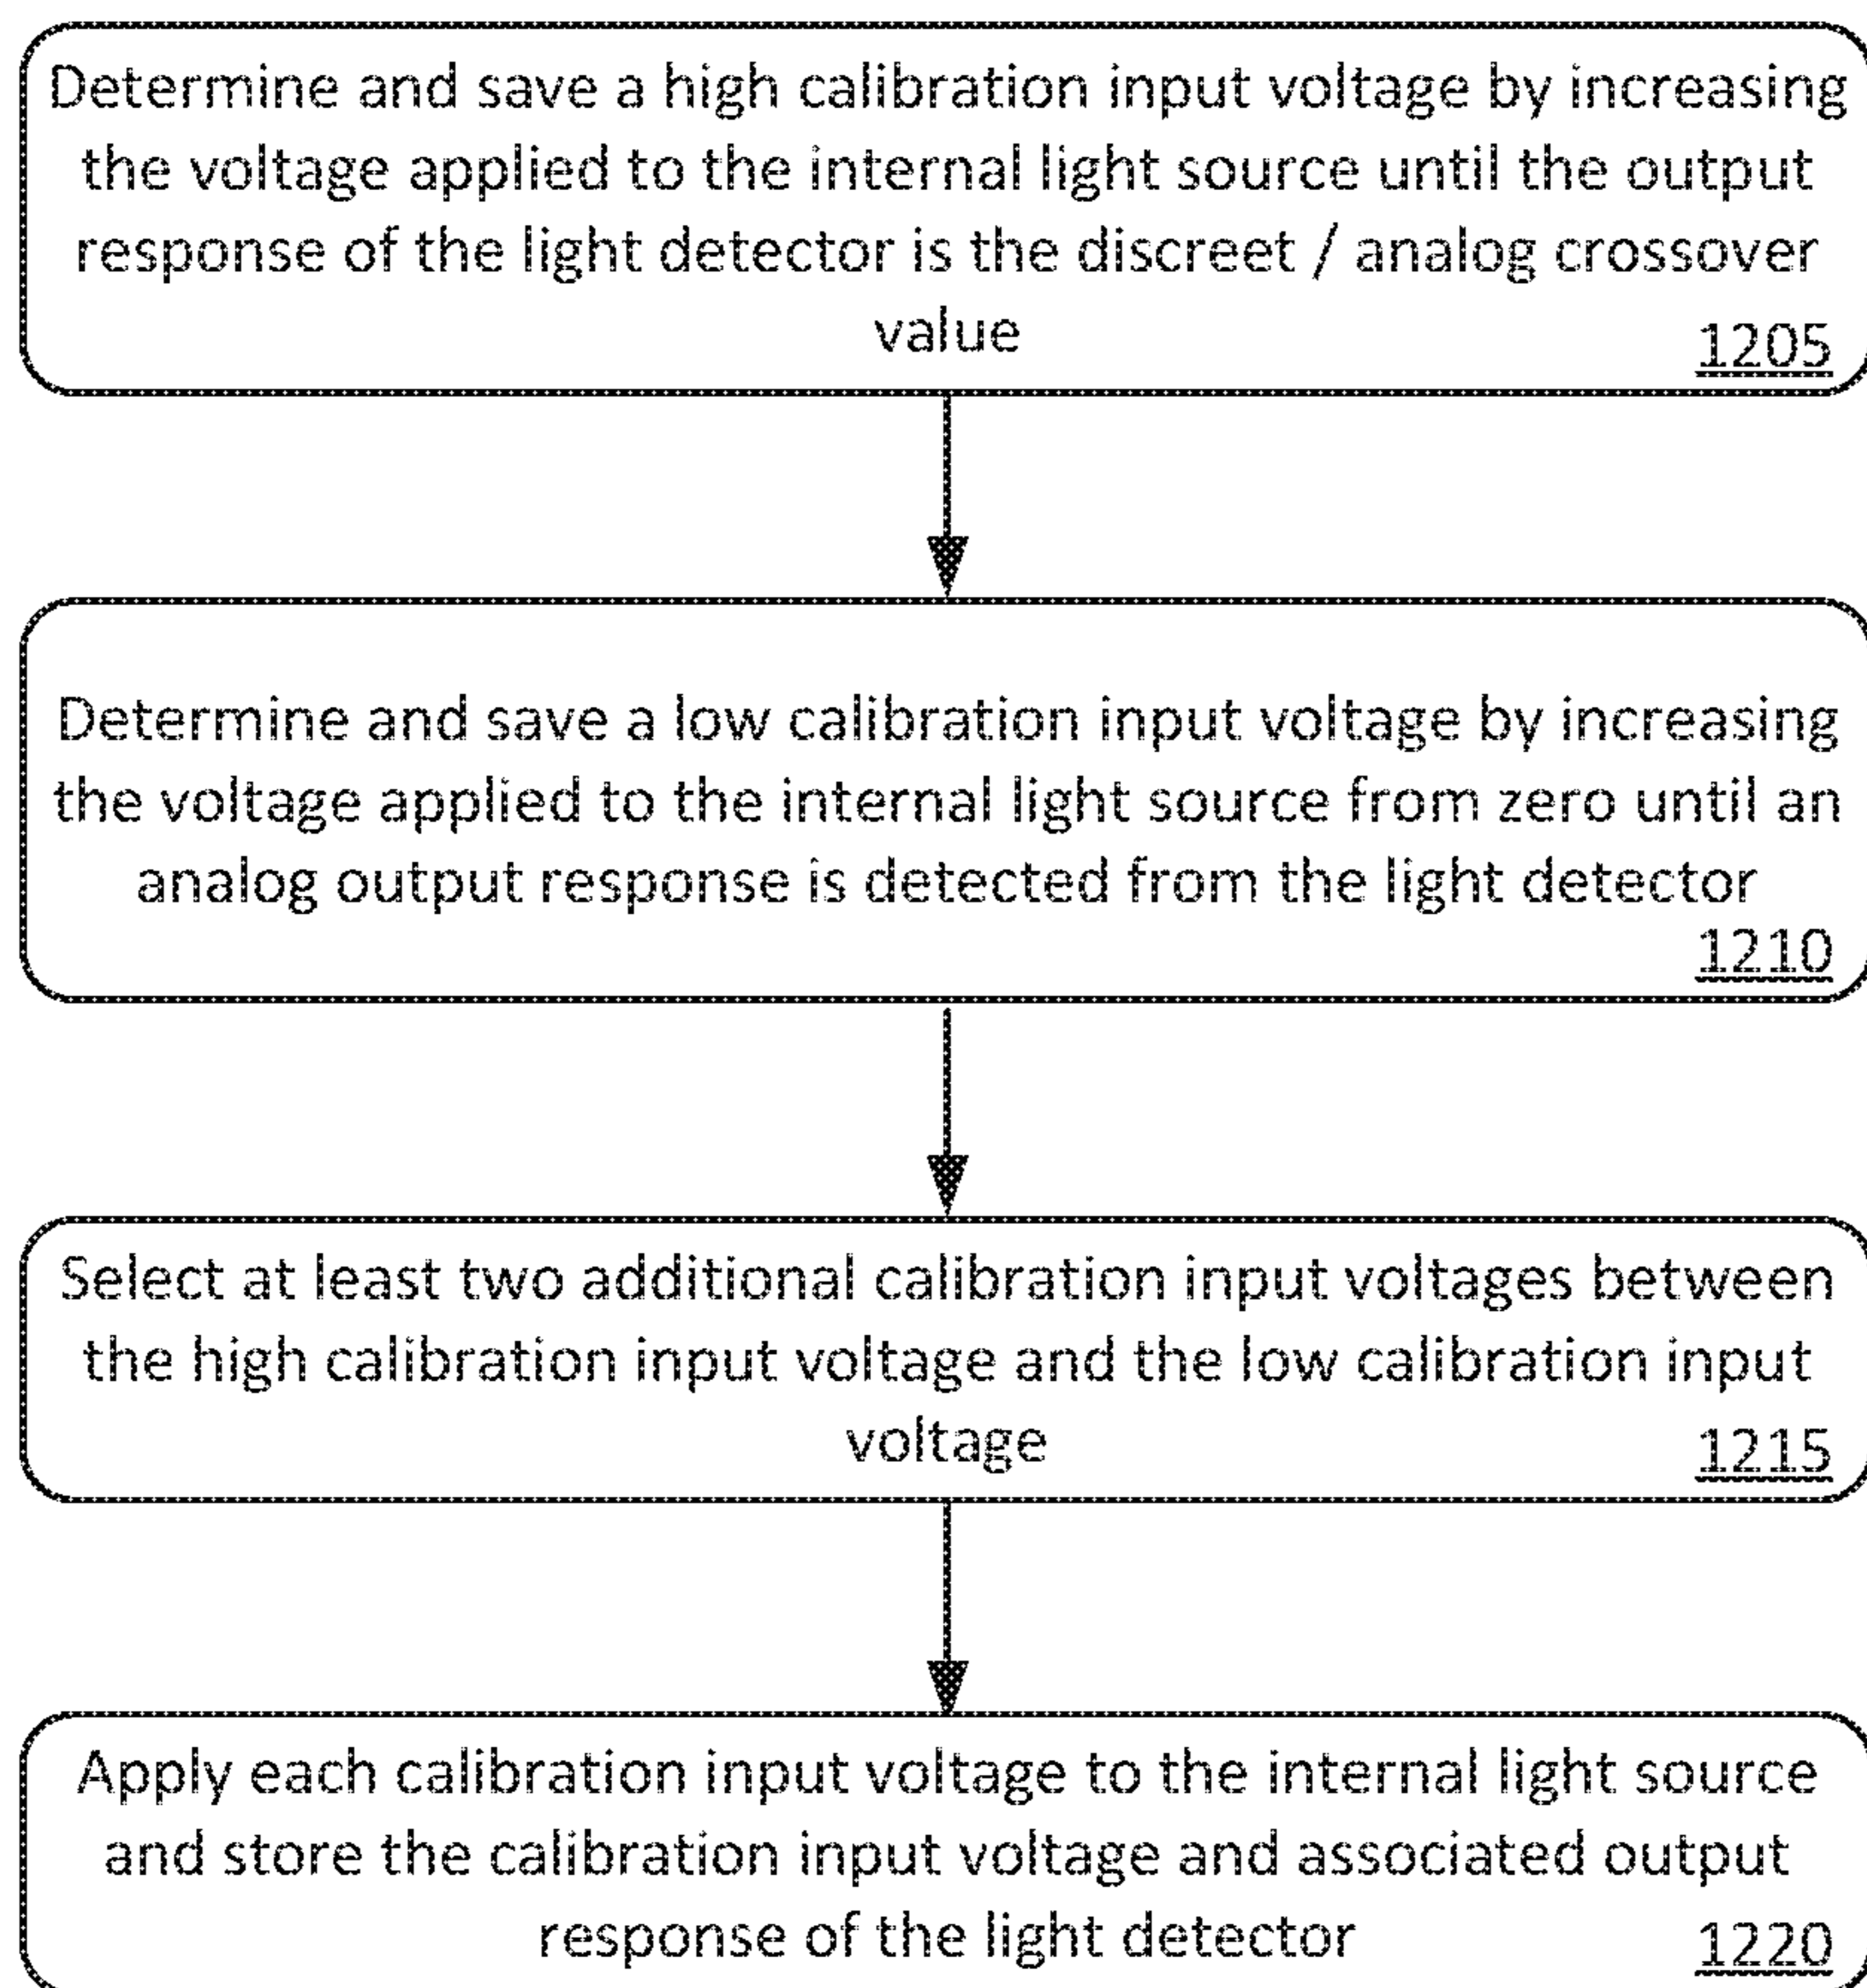 Determine and save a high calibration input voltage by increasing
the voltage applied to the internal light source until the output
response of the light detector is the discreet / analog crossover
value
1205
Determine and save a low calibration input voltage by increasing
the voltage applied to the internal light source from zero until an
analog output response is detected from the light detector
1210
Select at least two additional calibration input voltages between
the high calibration input voltage and the low calibration input
voltage
1215
Apply each calibration input voltage to the internal light source
and store the calibration input voltage and associated output
response of the light detector
1220